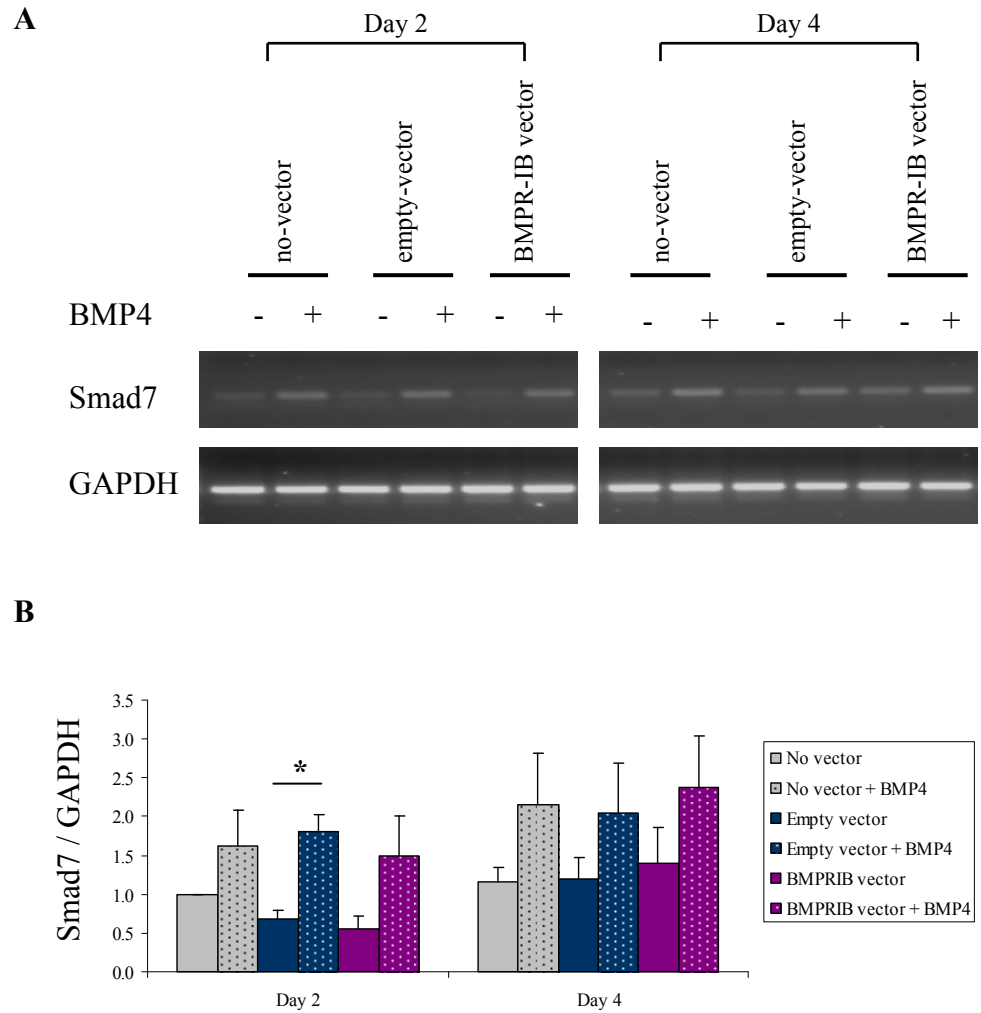 A
Day 2
Day 4
no-vector
empty-vector
BMPR-IB vector
no-vector
empty-vector
BMPR-IB vector
BMP4
- + - + - + - + - + - +
Smad7
GAPDH
B
Smad7 / GAPDH
3.5
3.0
2.5
2.0
1.5
1.0
0.5
0.0
*
Day 2
Day 4
No vector
No vector + BMP4
Empty vector
Empty vector + BMP4
BMPRIB vector
BMPRIB vector + BMP4